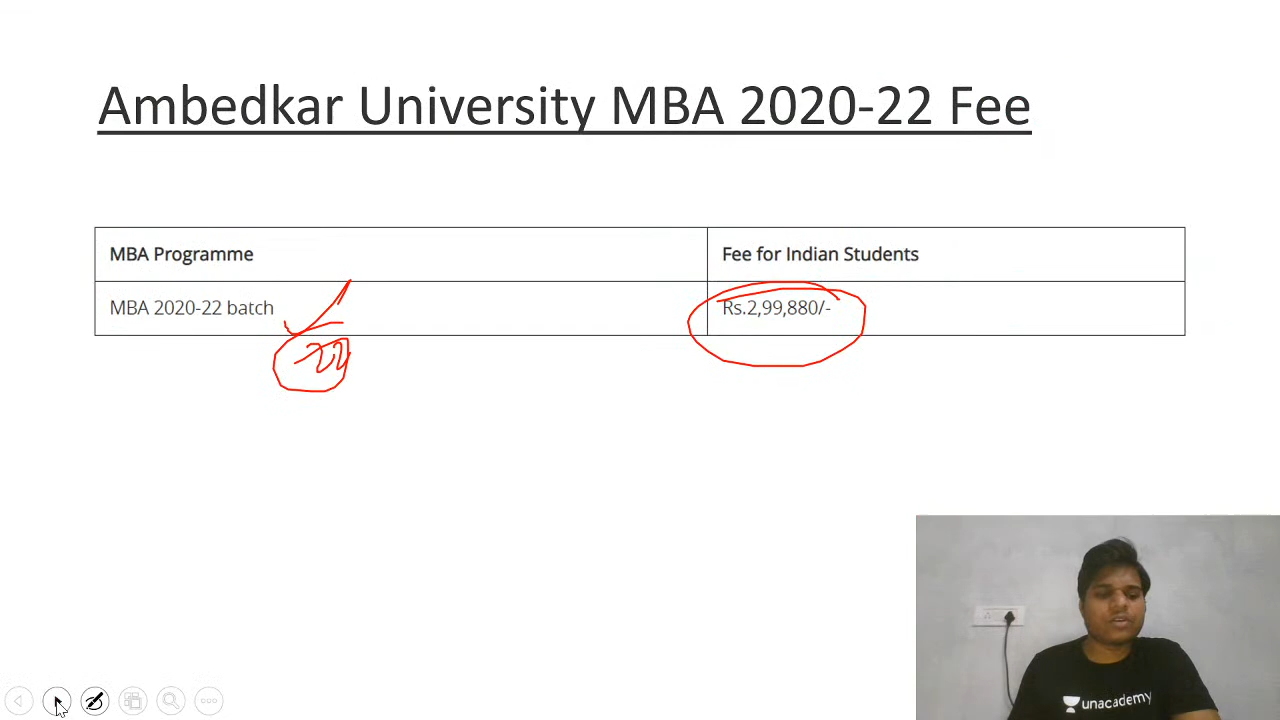 Ambedkar University MBA 2020-22 Fee
MBA Programme
Fee for Indian Students
MBA 2020-22 batch
Rs.2,99,880/-
22
unacademy